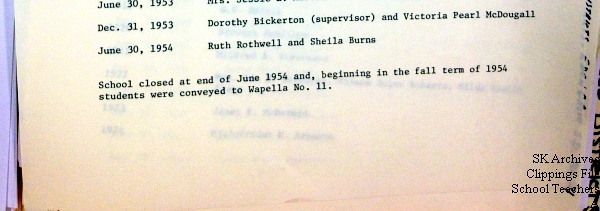 June 30, 1953 Mrs. Jessie
Dec. 31, 1953 Dorothy Bickerton (supervisor) and Victoria Pearl McDougall
June 30, 1954 Ruth Rothwell and Sheila Burns
School closed at end of June 1954 and, beginning in the fall term of 1954
students were conveyed to Wapella No. 11.
SK Archives
Clippings
School Teachers